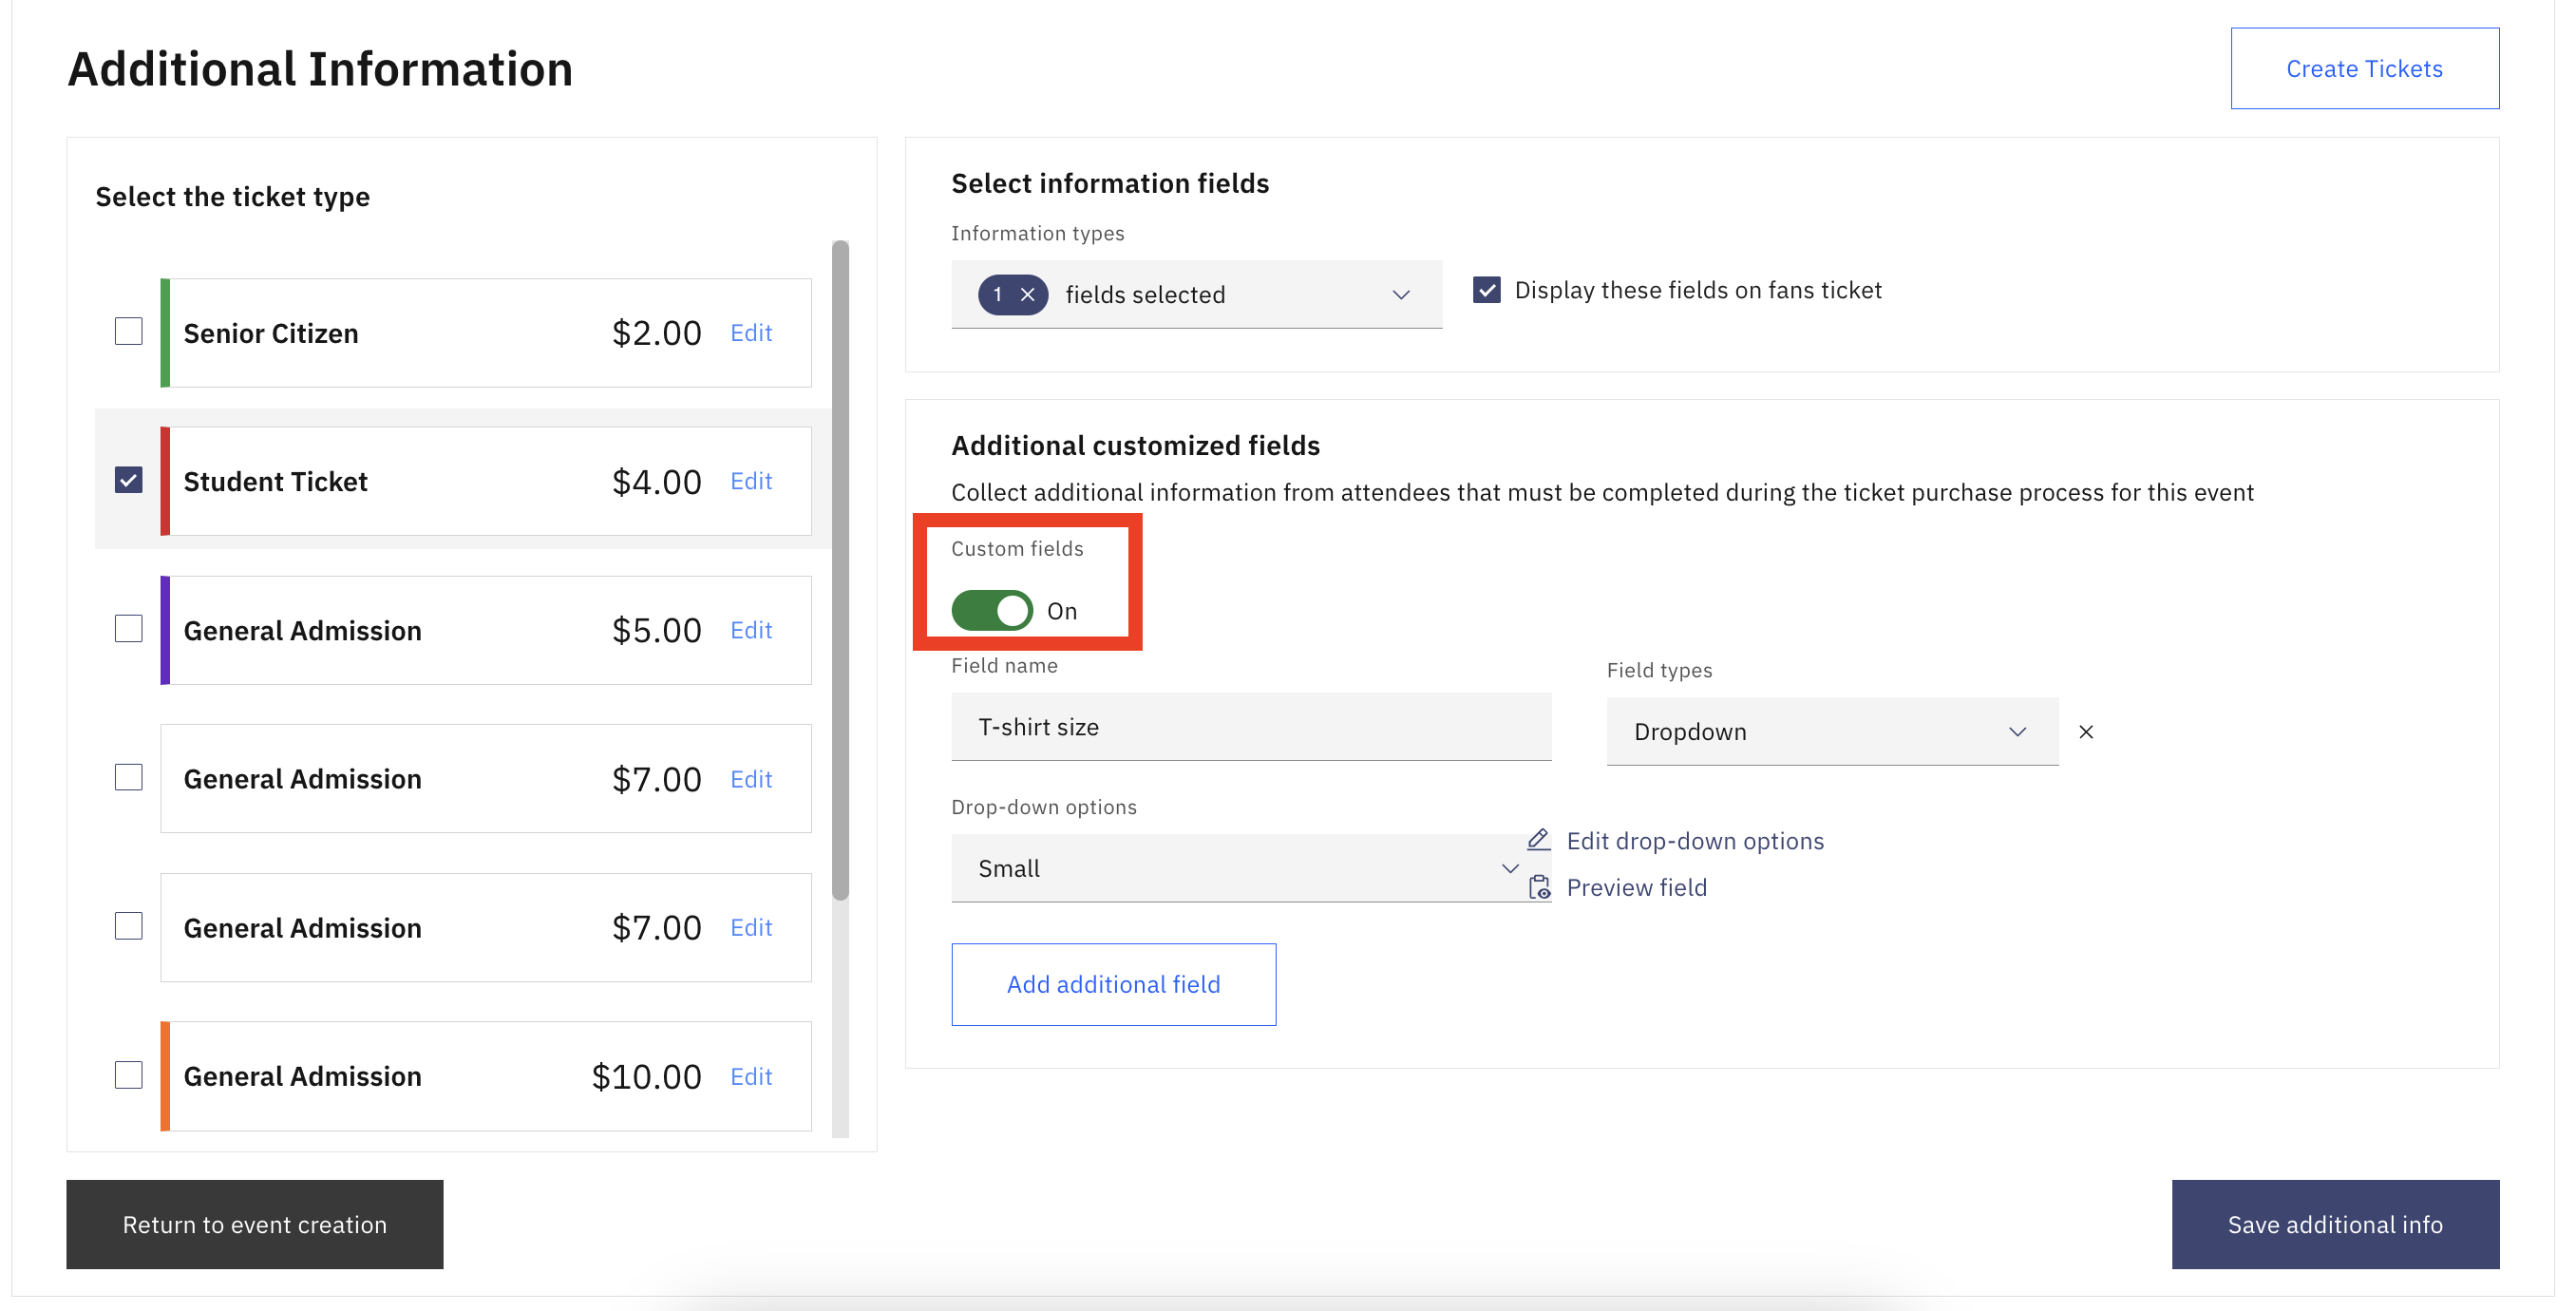 Additional Information
Create Tickets
Select the ticket type
Senior Citizen $2.00 Edit
Student Ticket $4.00 Edit
General Admission $5.00 Edit
General Admission $7.00 Edit
General Admission $7.00 Edit
General Admission $10.00 Edit
Select information fields
Information types
1 fields selected
Display these fields on fans ticket
Additional customized fields
Collect additional information from attendees that must be completed during the ticket purchase process for this event
Custom fields
On
Field name
Field types
T-shirt size
Dropdown
Drop-down options
Small
Edit drop-down options
Preview field
Add additional field
Return to event creation
Save additional info